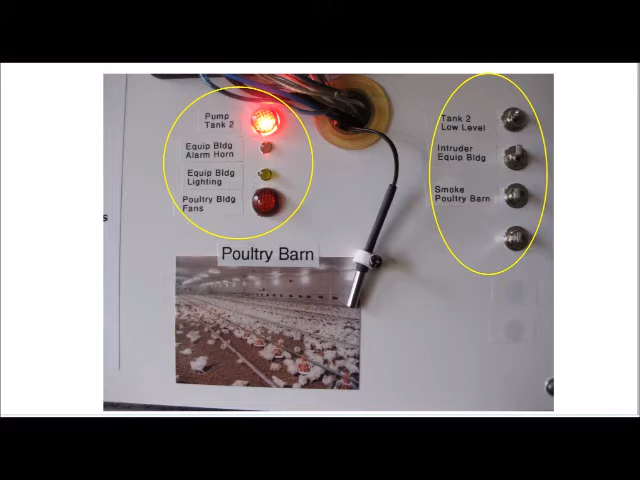 Pump
Tank 2
Equip Bldg
Alarm Horn
Equip Bldg
Lighting
Poultry Bldg
Fans
Tank 2
Low Level
Intruder
Equip Bldg
Smoke
Poultry Barn
Poultry Barn
s